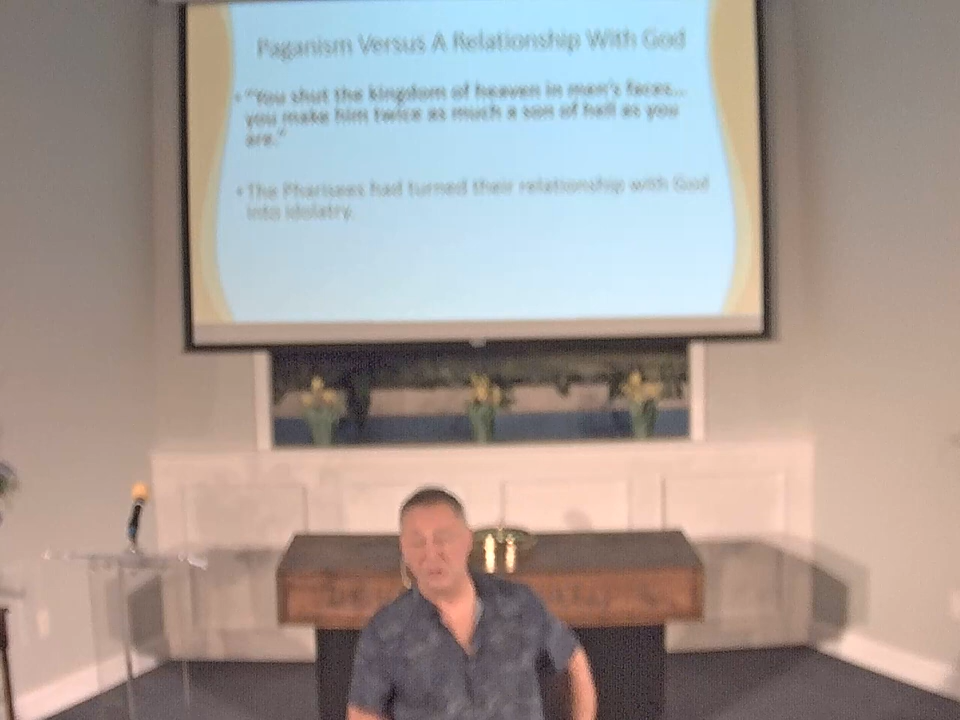 Paganism Versus A Relationship With God
• "You shut the kingdom of heaven in men's faces...
you make him twice as much a son of hell as you
are."
• The Pharisees had turned their relationship with God
into idolatry.